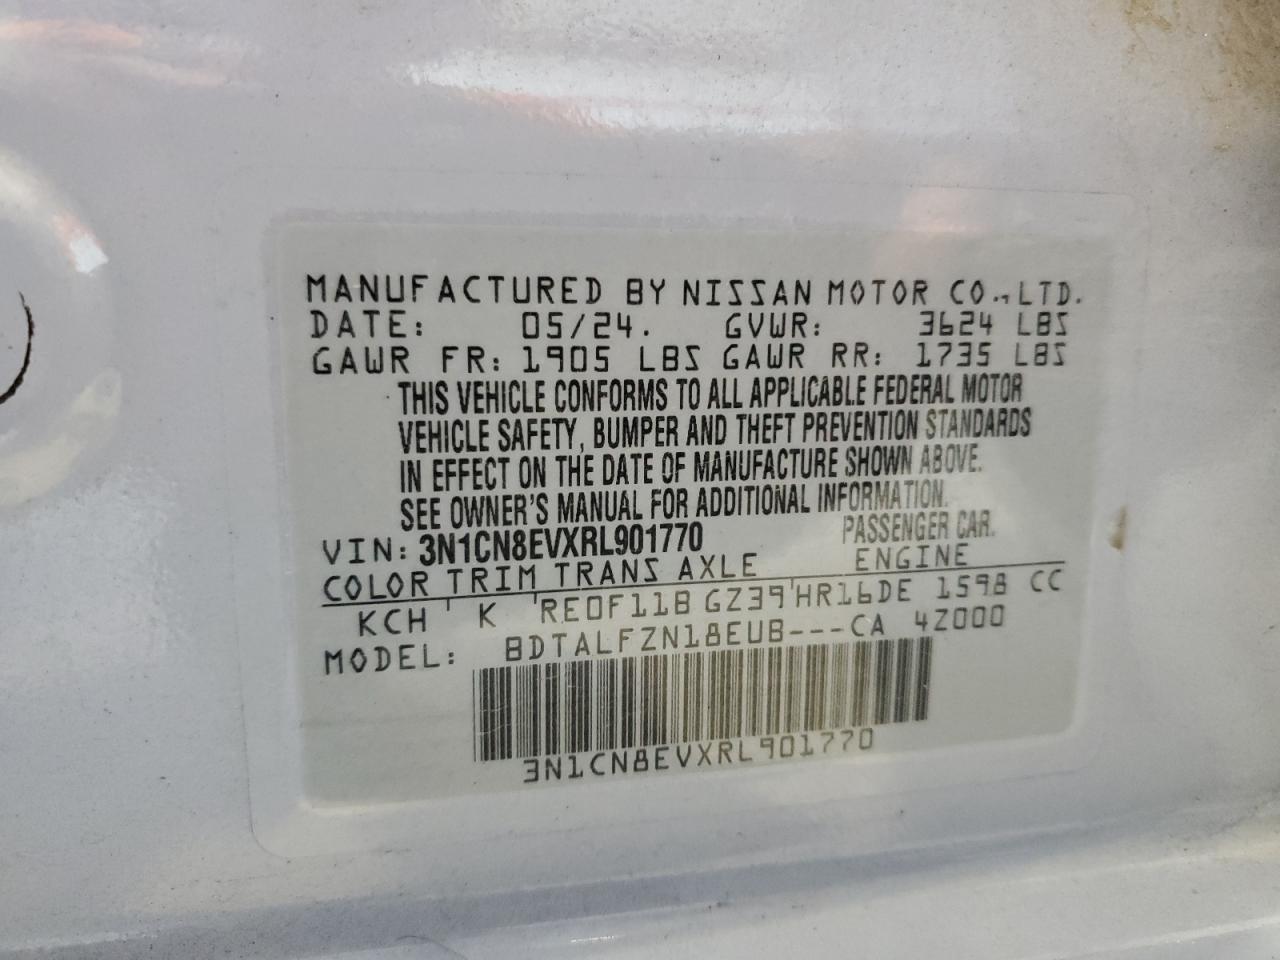 MANUFACTURED BY NISSAN MOTOR CO., LTD.
DATE: 05/24. GVWR: 3624 LBS
GAWR FR: 1905 LBS GAWR RR: 1735 LBS
THIS VEHICLE CONFORMS TO ALL APPLICABLE FEDERAL MOTOR
VEHICLE SAFETY, BUMPER AND THEFT PREVENTION STANDARDS
IN EFFECT ON THE DATE OF MANUFACTURE SHOWN ABOVE.
SEE OWNER'S MANUAL FOR ADDITIONAL INFORMATION.
VIN: 3N1CN8EVXRL901770 PASSENGER CAR.
COLOR TRIM TRANS AXLE ENGINE
KCH ' K ' RE0F11B GZ39'HR16DE 1598 CC
MODEL: BDTALFZN18EUB---CA 4Z000
3N1CN8EVXRL901770